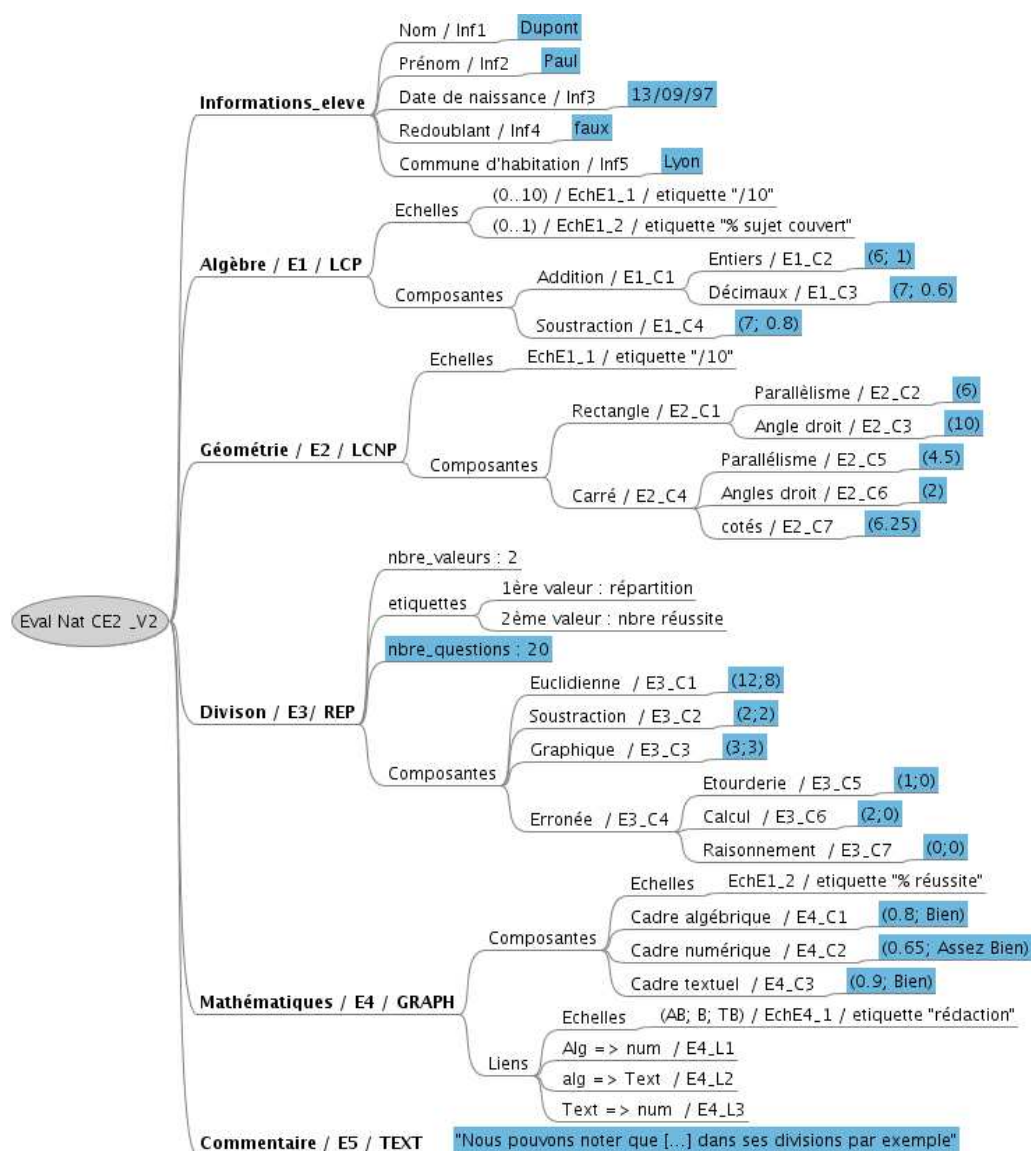 Eval Nat CE2 _V2
Informations_eleve
Nom / Inf1 Dupont
Prénom / Inf2 Paul
Date de naissance / Inf3 13/09/97
Redoublant / Inf4 faux
Commune d'habitation / Inf5 Lyon
Algèbre / E1 / LCP
Echelles
(0..10) / EchE1_1 / etiquette "/10"
(0..1) / EchE1_2 / etiquette "% sujet couvert"
Composantes
Addition / E1_C1
Entiers / E1_C2 (6; 1)
Décimaux / E1_C3 (7; 0.6)
Soustraction / E1_C4 (7; 0.8)
Géométrie / E2 / LCNP
Echelles
EchE1_1 / etiquette "/10"
Composantes
Rectangle / E2_C1
Parallèlisme / E2_C2 (6)
Angle droit / E2_C3 (10)
Carré / E2_C4
Parallélisme / E2_C5 (4.5)
Angles droit / E2_C6 (2)
cotés / E2_C7 (6.25)
Divison / E3/ REP
nbre_valeurs : 2
etiquettes
1ère valeur : répartition
2ème valeur : nbre réussite
nbre_questions : 20
Composantes
Euclidienne / E3_C1 (12;8)
Soustraction / E3_C2 (2;2)
Graphique / E3_C3 (3;3)
Erronée / E3_C4
Etourderie / E3_C5 (1;0)
Calcul / E3_C6 (2;0)
Raisonnement / E3_C7 (0;0)
Mathématiques / E4 / GRAPH
Composantes
Echelles EchE1_2 / etiquette "% réussite"
Cadre algébrique / E4_C1 (0.8; Bien)
Cadre numérique / E4_C2 (0.65; Assez Bien)
Cadre textuel / E4_C3 (0.9; Bien)
Liens
Echelles (AB; B; TB) / EchE4_1 / etiquette "rédaction"
Alg => num / E4_L1
alg => Text / E4_L2
Text => num / E4_L3
Commentaire / E5 / TEXT "Nous pouvons noter que [...] dans ses divisions par exemple"